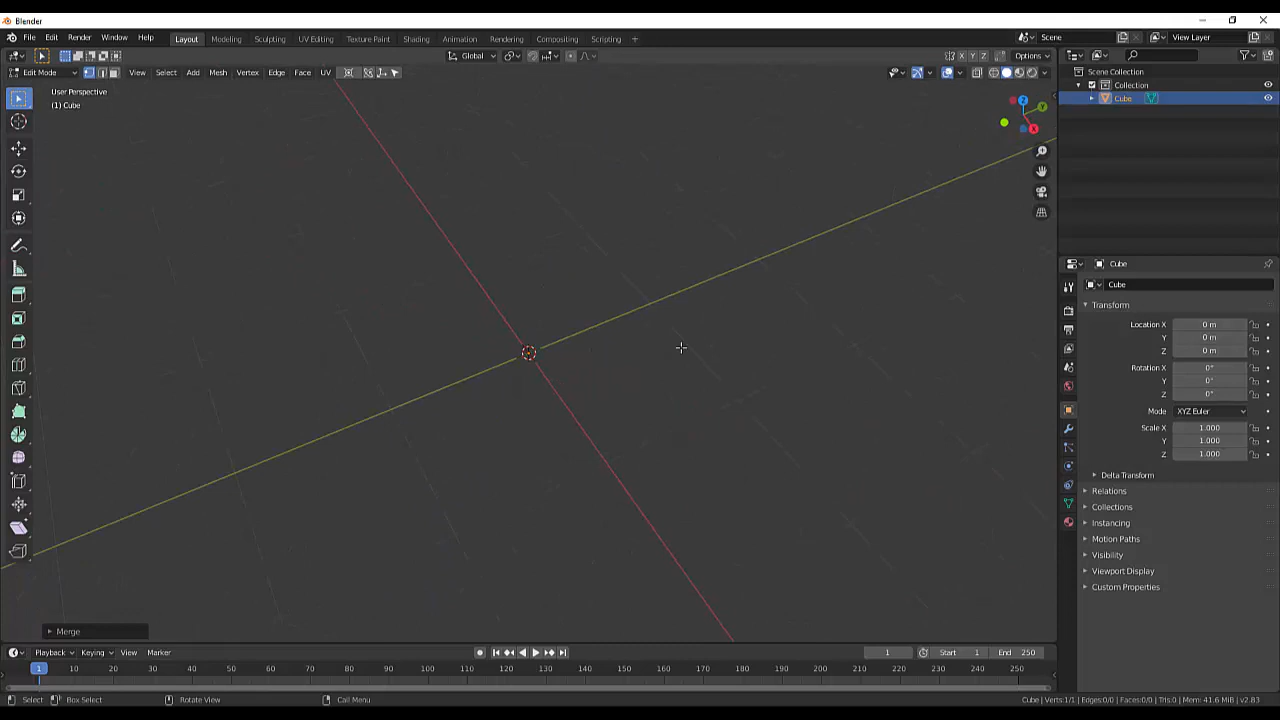 Blender
File Edit Render Window Help Layout Modeling Sculpting UV Editing Texture Paint Shading Animation Rendering Compositing Scripting + Scene View Layer
Global Options
Edit Mode View Select Add Mesh Vertex Edge Face UV X Y Z
Scene Collection
Collection
Cube
User Perspective
(1) Cube
Z
Y
X
Cube
Cube
Transform
Location X 0 m
Y 0 m
Z 0 m
Rotation X 0°
Y 0°
Z 0°
Mode XYZ Euler
Scale X 1.000
Y 1.000
Z 1.000
Delta Transform
Relations
Collections
Instancing
Motion Paths
Visibility
Viewport Display
Custom Properties
Merge
Playback Keying View Marker 1 Start 1 End 250
1 10 20 30 40 50 60 70 80 90 100 110 120 130 140 150 160 170 180 190 200 210 220 230 240 250
Select Box Select Rotate View Call Menu Cube | Verts:1/1 | Edges:0/0 | Faces:0/0 | Tris:0 | Mem: 41.6 MiB | v2.83